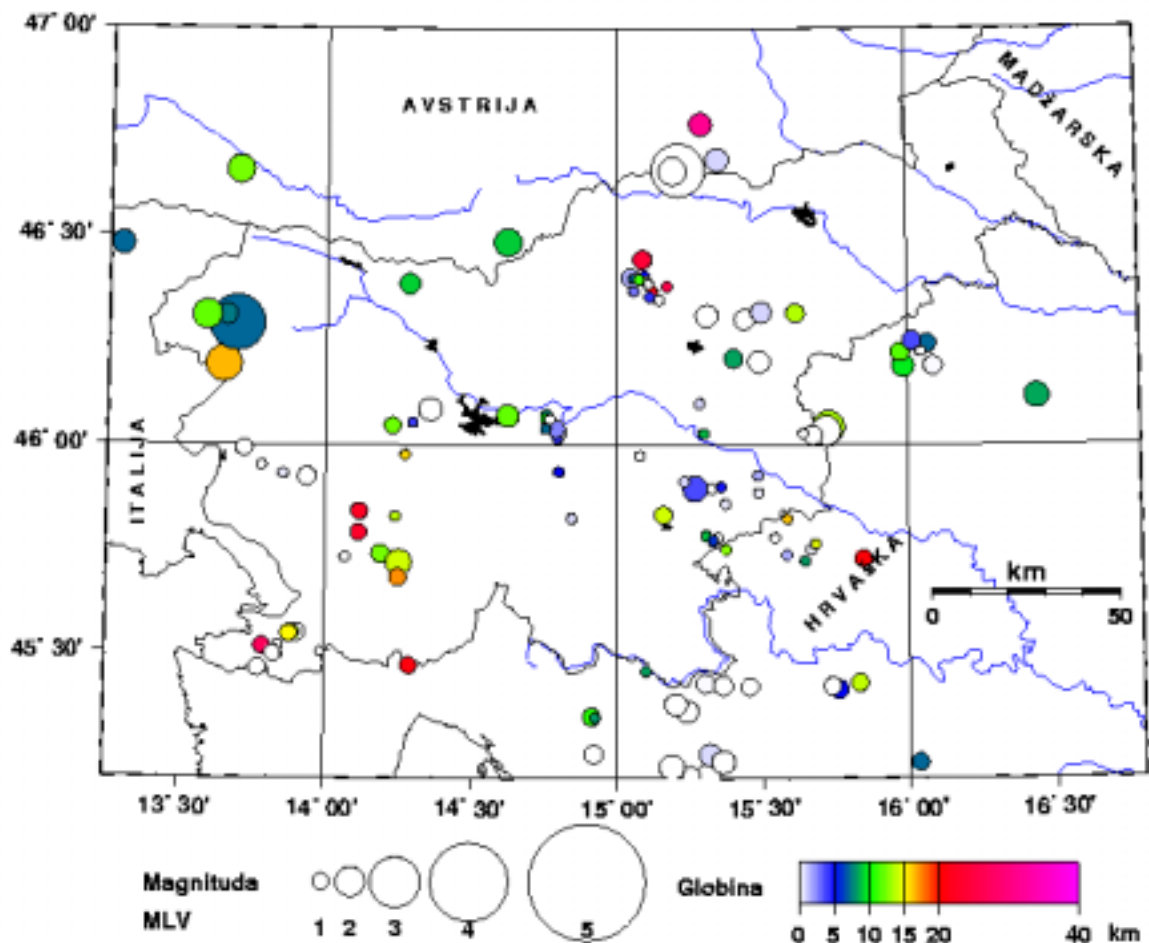 47° 00'
AVSTRIJA
MADŽARSKA
46° 30'
46° 00'
ITALIJA
HRVAŠKA
km
0 50
45° 30'
13° 30' 14° 00' 14° 30' 15° 00' 15° 30' 16° 00' 16° 30'
Magnituda
MLV
1 2 3 4 5
Globina
0 5 10 15 20 40 km